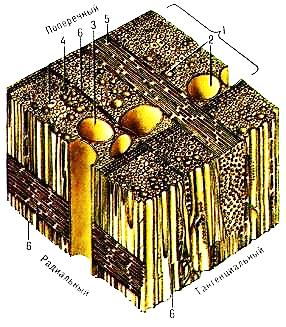 Поперечный
4 6 3 5 2 1
6
Радиальный
6
Тангенциальный